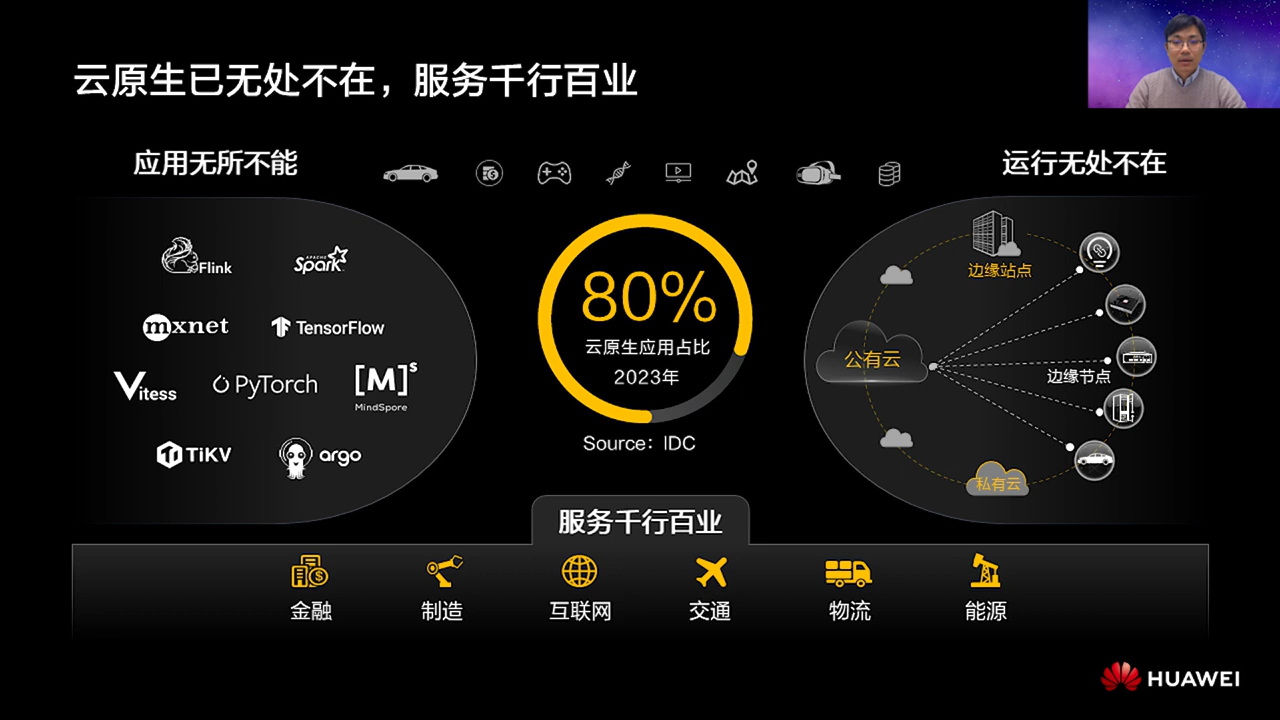 云原生已无处不在，服务千行百业
应用无所不能
运行无处不在
Flink
APACHE
Spark
mxnet
TensorFlow
Vitess
PyTorch
[M]s
MindSpore
TiKV
argo
80%
云原生应用占比
2023年
Source：IDC
边缘站点
公有云
边缘节点
私有云
服务千行百业
金融
制造
互联网
交通
物流
能源
HUAWEI